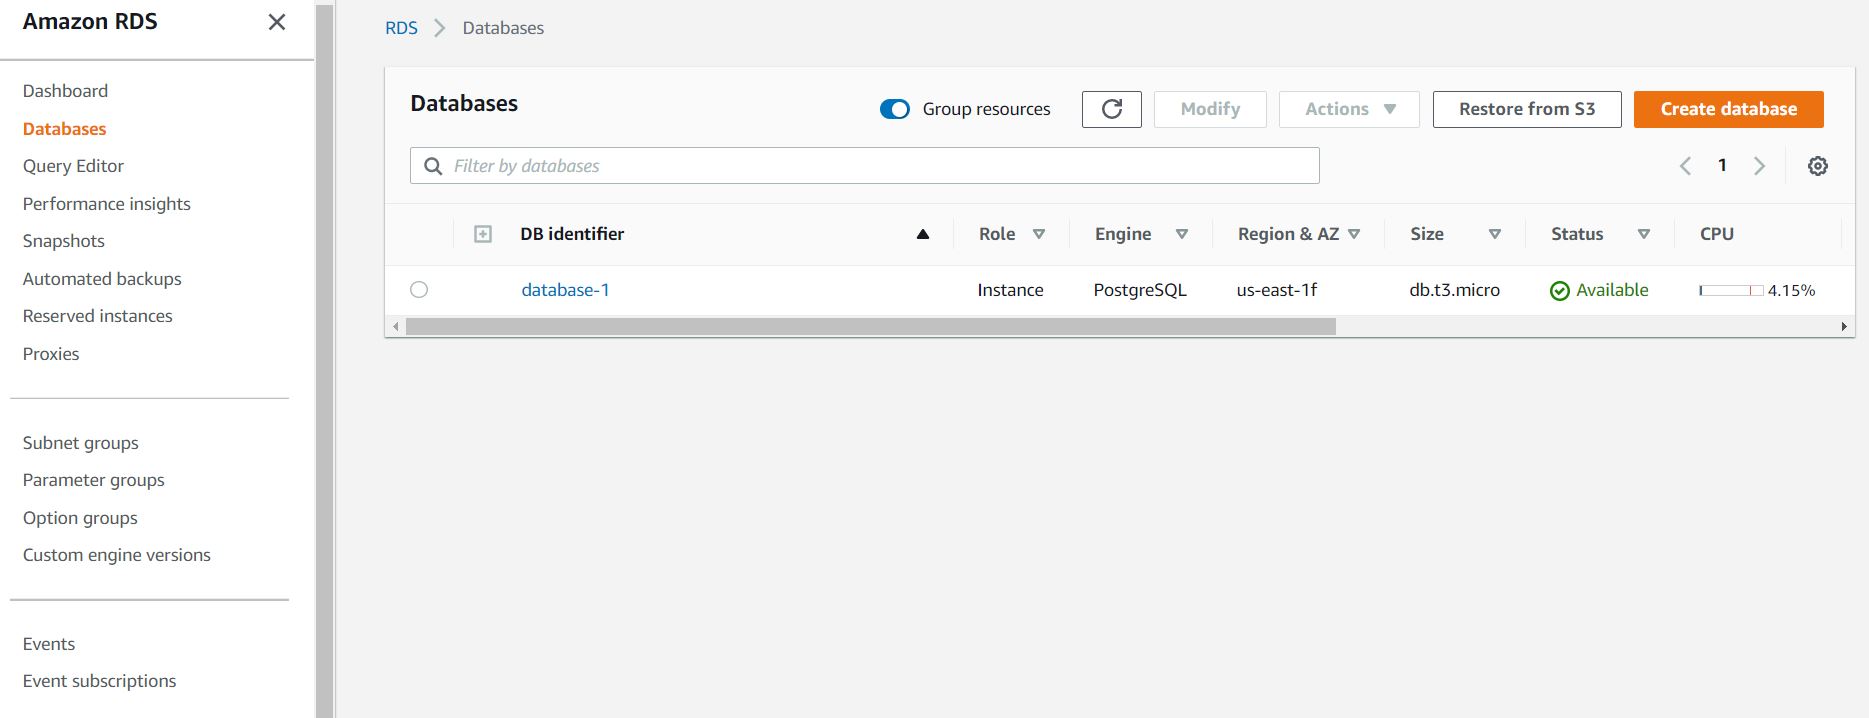 Amazon RDS
Dashboard
Databases
Query Editor
Performance insights
Snapshots
Automated backups
Reserved instances
Proxies
Subnet groups
Parameter groups
Option groups
Custom engine versions
Events
Event subscriptions
RDS > Databases
Databases
Group resources Modify Actions Restore from S3 Create database
Filter by databases 1
DB identifier Role Engine Region & AZ Size Status CPU
database-1 Instance PostgreSQL us-east-1f db.t3.micro Available 4.15%